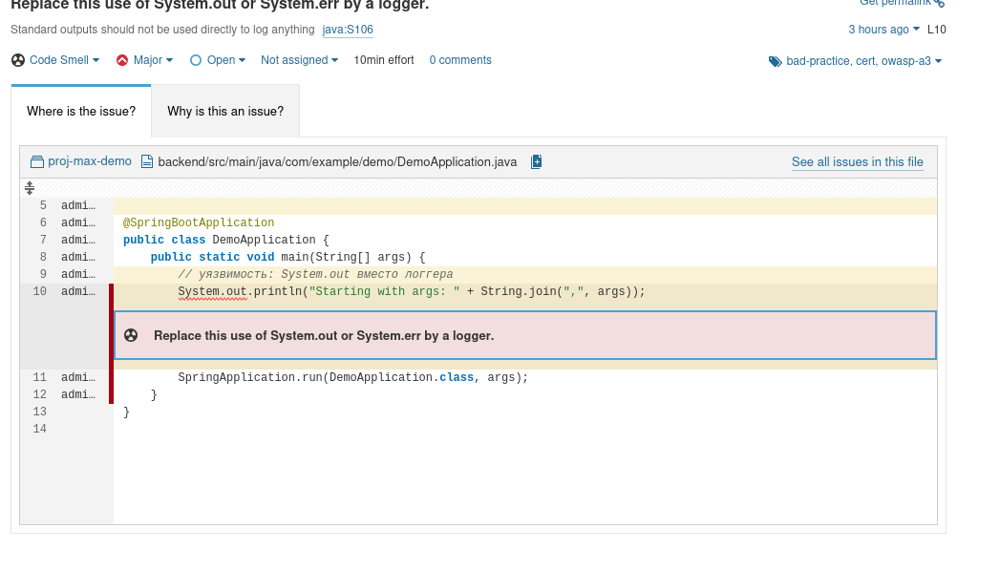 Replace this use of System.out or System.err by a logger.
Get permalink
Standard outputs should not be used directly to log anything java:S106
3 hours ago L10
Code Smell Major Open Not assigned 10min effort 0 comments
bad-practice, cert, owasp-a3
Where is the issue? Why is this an issue?
proj-max-demo backend/src/main/java/com/example/demo/DemoApplication.java See all issues in this file
5 admi…
6 admi… @SpringBootApplication
7 admi… public class DemoApplication {
8 admi… public static void main(String[] args) {
9 admi… // уязвимость: System.out вместо логгера
10 admi… System.out.println("Starting with args: " + String.join(",", args));
Replace this use of System.out or System.err by a logger.
11 admi… SpringApplication.run(DemoApplication.class, args);
12 admi… }
13 }
14